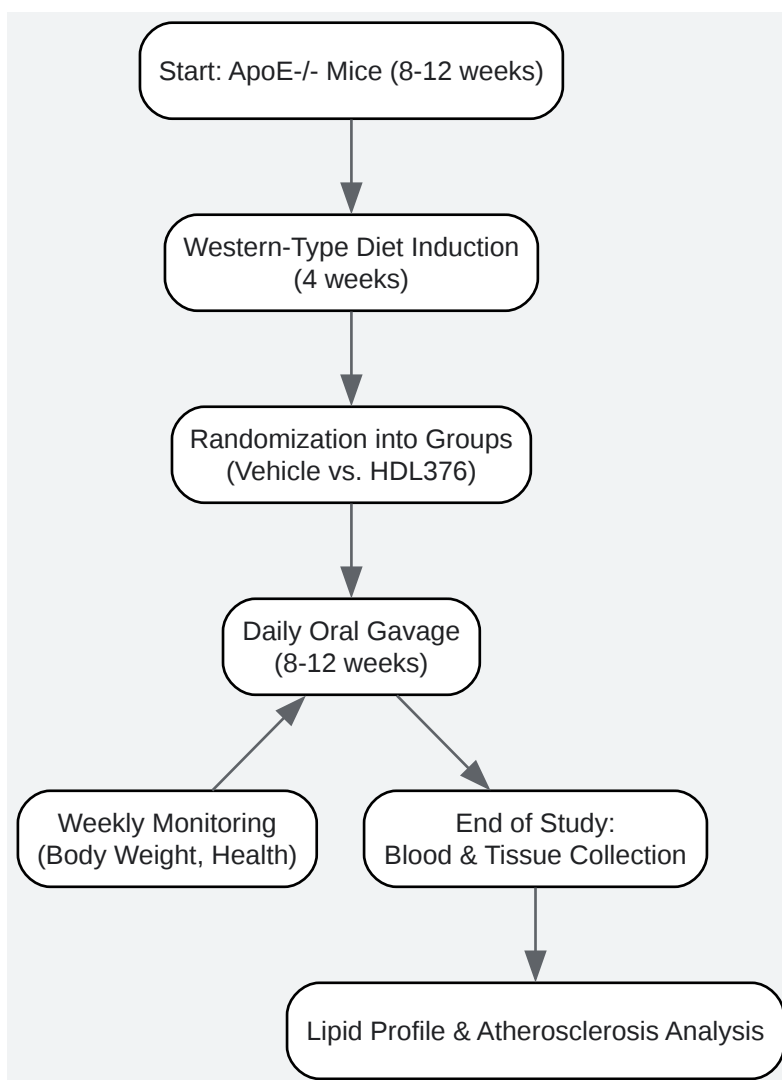 Start: ApoE-/- Mice (8-12 weeks)
Western-Type Diet Induction
(4 weeks)
Randomization into Groups
(Vehicle vs. HDL376)
Daily Oral Gavage
(8-12 weeks)
Weekly Monitoring
(Body Weight, Health)
End of Study:
Blood & Tissue Collection
Lipid Profile & Atherosclerosis Analysis